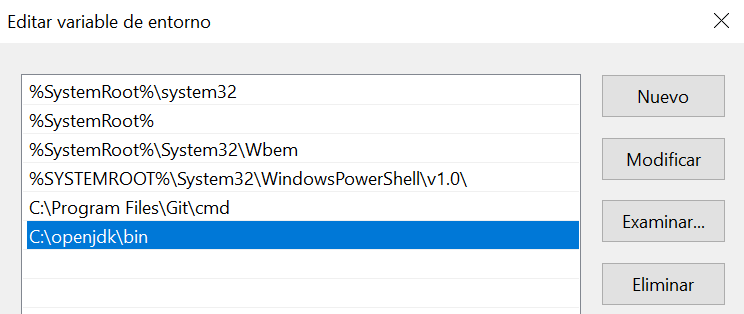 Editar variable de entorno
%SystemRoot%\system32
%SystemRoot%
%SystemRoot%\System32\Wbem
%SYSTEMROOT%\System32\WindowsPowerShell\v1.0\
C:\Program Files\Git\cmd
C:\openjdk\bin
Nuevo
Modificar
Examinar...
Eliminar